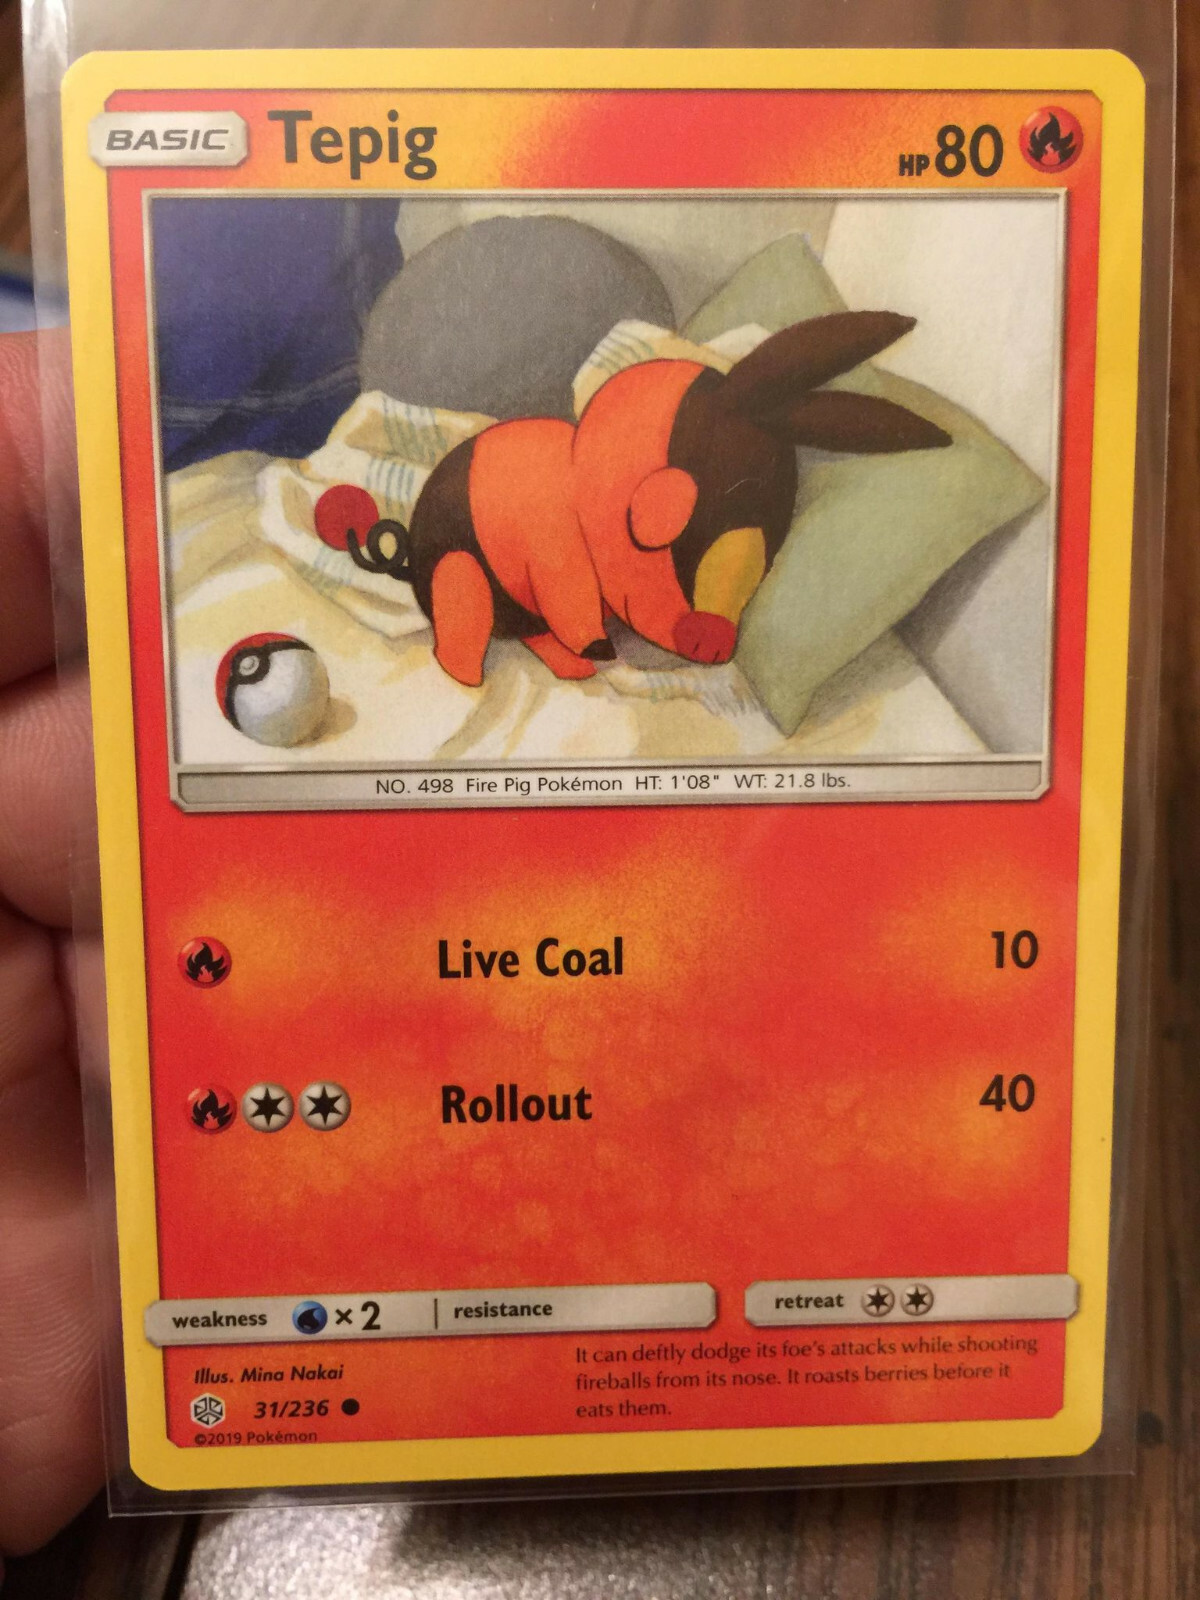 BASIC Tepig HP 80
NO. 498 Fire Pig Pokémon HT: 1'08" WT: 21.8 lbs.
Live Coal 10
Rollout 40
weakness × 2 resistance retreat
It can deftly dodge its foe's attacks while shooting
fireballs from its nose. It roasts berries before it
eats them.
Illus. Mina Nakai
31/236
©2019 Pokémon